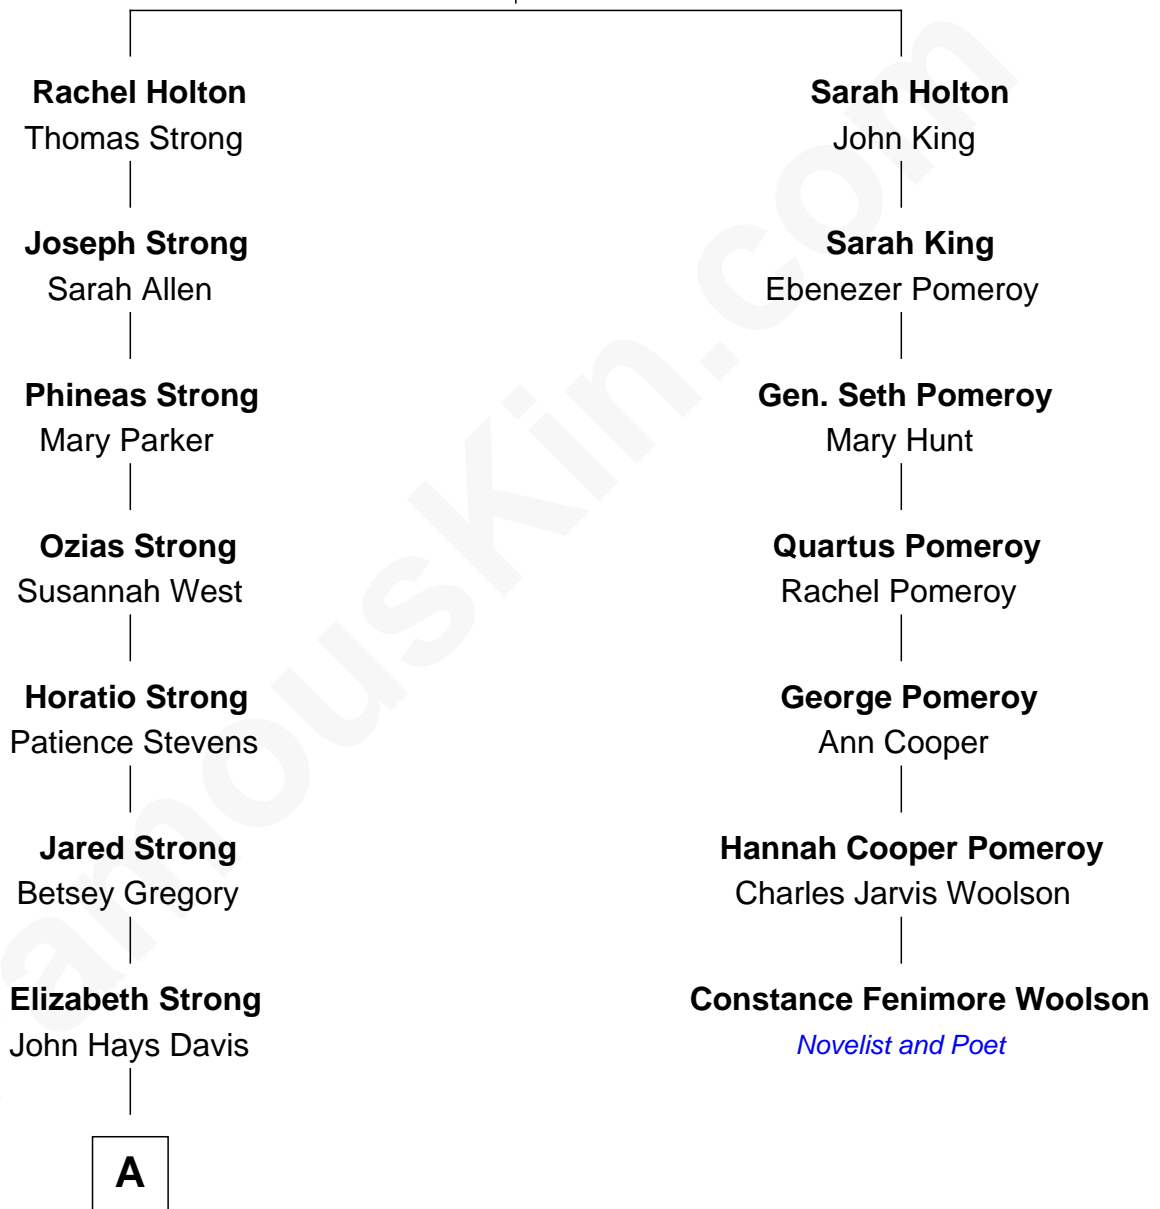 Rachel Holton
Thomas Strong
Joseph Strong
Sarah Allen
Phineas Strong
Mary Parker
Ozias Strong
Susannah West
Horatio Strong
Patience Stevens
Jared Strong
Betsey Gregory
Elizabeth Strong
John Hays Davis
A
Sarah Holton
John King
Sarah King
Ebenezer Pomeroy
Gen. Seth Pomeroy
Mary Hunt
Quartus Pomeroy
Rachel Pomeroy
George Pomeroy
Ann Cooper
Hannah Cooper Pomeroy
Charles Jarvis Woolson
Constance Fenimore Woolson
Novelist and Poet
amousKin.com